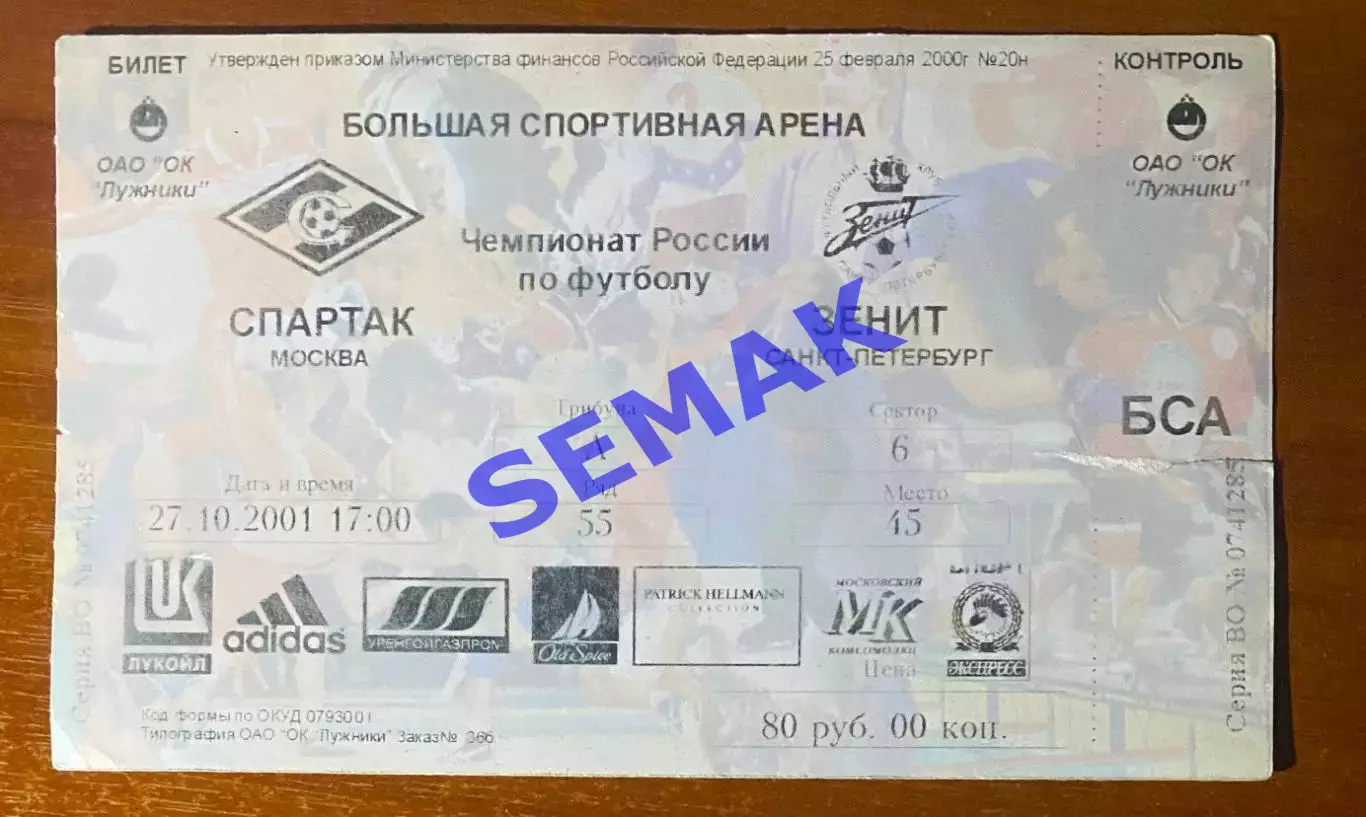 БИЛЕТ
Утвержден приказом Министерства финансов Российской Федерации 25 февраля 2000г №20н
КОНТРОЛЬ
БОЛЬШАЯ СПОРТИВНАЯ АРЕНА
ОАО "ОК
"Лужники"
ОАО "ОК
"Лужники"
Зенит
Чемпионат России
по футболу
СПАРТАК
МОСКВА
ЗЕНИТ
САНКТ-ПЕТЕРБУРГ
SEMAK
Трибуна
Сектор
6
БСА
Дата и время
27.10.2001 17:00
Ряд
55
Место
45
Серия ВО № 0741285
Серия ВО № 0741285
ЛУКОЙЛ
adidas
УРЕНГОЙГАЗПРОМ
Old Spice
PATRICK HELLMANN
COLLECTION
МОСКОВСКИЙ
МК
КОМСОМОЛЕЦ
ЭКСПРЕСС
Цена
80 руб. 00 коп.
Код формы по ОКУД 0793001
Типография ОАО "ОК "Лужники" Заказ № 366